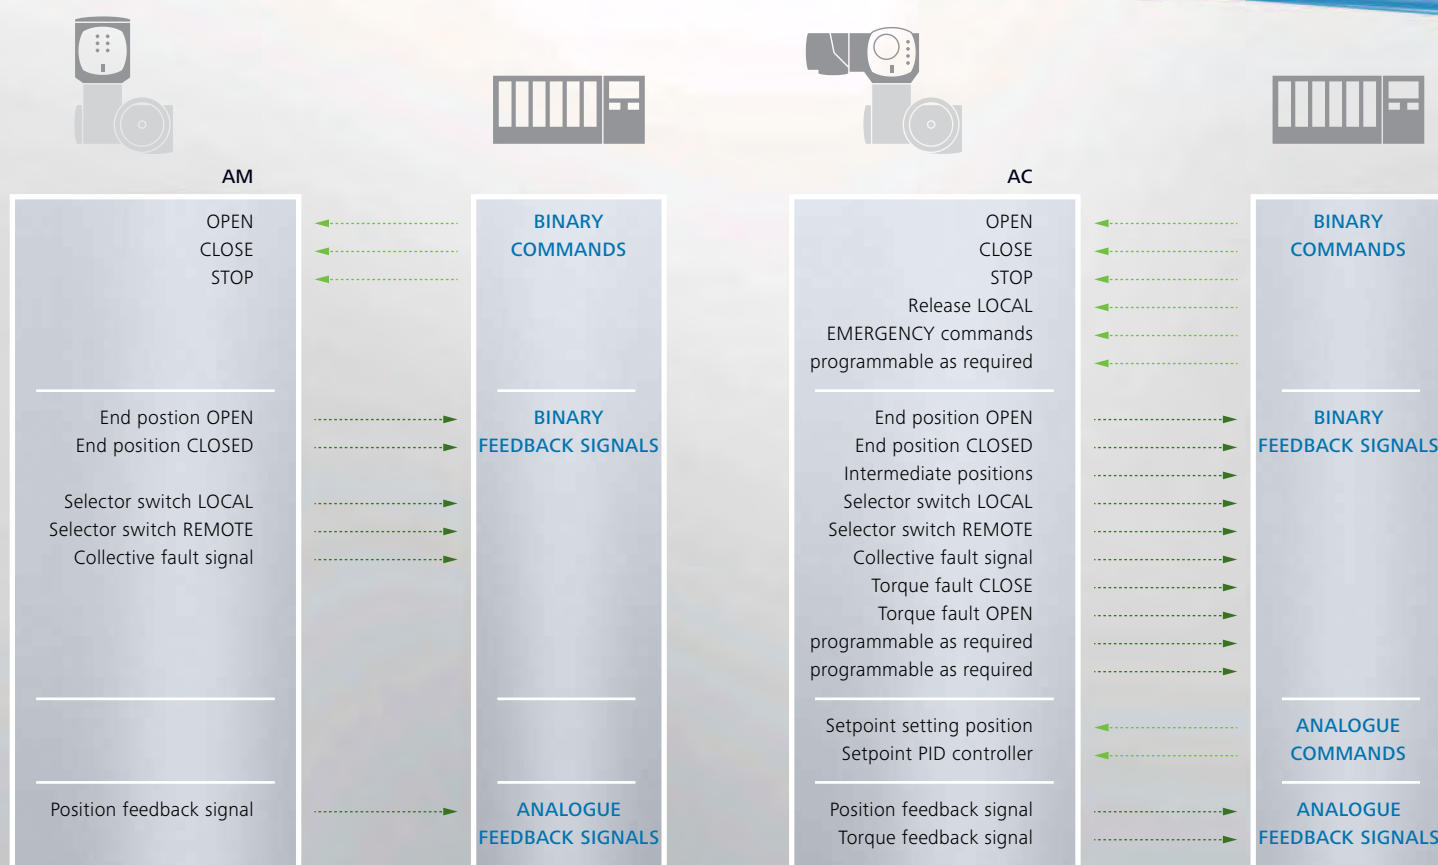 AM
OPEN
CLOSE
STOP
BINARY
COMMANDS
End postion OPEN
End position CLOSED
Selector switch LOCAL
Selector switch REMOTE
Collective fault signal
BINARY
FEEDBACK SIGNALS
Position feedback signal
ANALOGUE
FEEDBACK SIGNALS
AC
OPEN
CLOSE
STOP
Release LOCAL
EMERGENCY commands
programmable as required
BINARY
COMMANDS
End position OPEN
End position CLOSED
Intermediate positions
Selector switch LOCAL
Selector switch REMOTE
Collective fault signal
Torque fault CLOSE
Torque fault OPEN
programmable as required
programmable as required
BINARY
FEEDBACK SIGNALS
Setpoint setting position
Setpoint PID controller
ANALOGUE
COMMANDS
Position feedback signal
Torque feedback signal
ANALOGUE
FEEDBACK SIGNALS